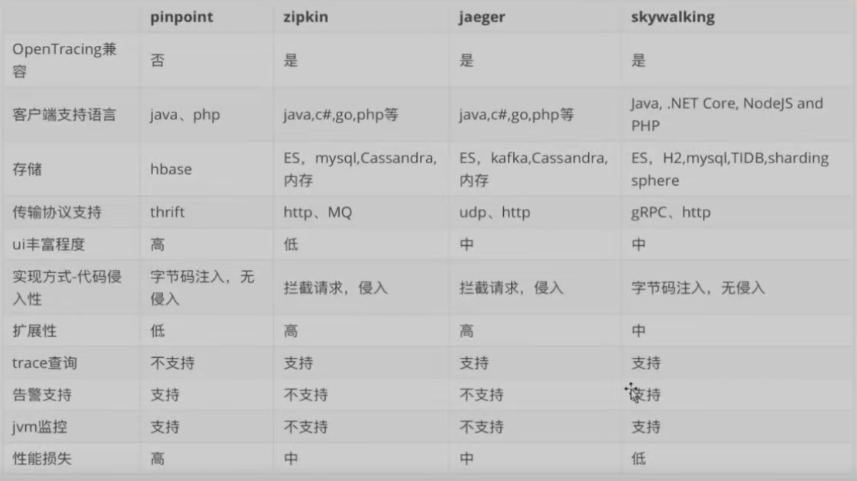 pinpoint zipkin jaeger skywalking
OpenTracing兼容 否 是 是 是
客户端支持语言 java、php java,c#,go,php等 java,c#,go,php等 Java, .NET Core, NodeJS and PHP
存储 hbase ES，mysql,Cassandra,内存 ES，kafka,Cassandra,内存 ES，H2,mysql,TIDB,sharding sphere
传输协议支持 thrift http、MQ udp、http gRPC、http
ui丰富程度 高 低 中 中
实现方式-代码侵入性 字节码注入，无侵入 拦截请求，侵入 拦截请求，侵入 字节码注入，无侵入
扩展性 低 高 高 中
trace查询 不支持 支持 支持 支持
告警支持 支持 不支持 不支持 支持
jvm监控 支持 不支持 不支持 支持
性能损失 高 中 中 低